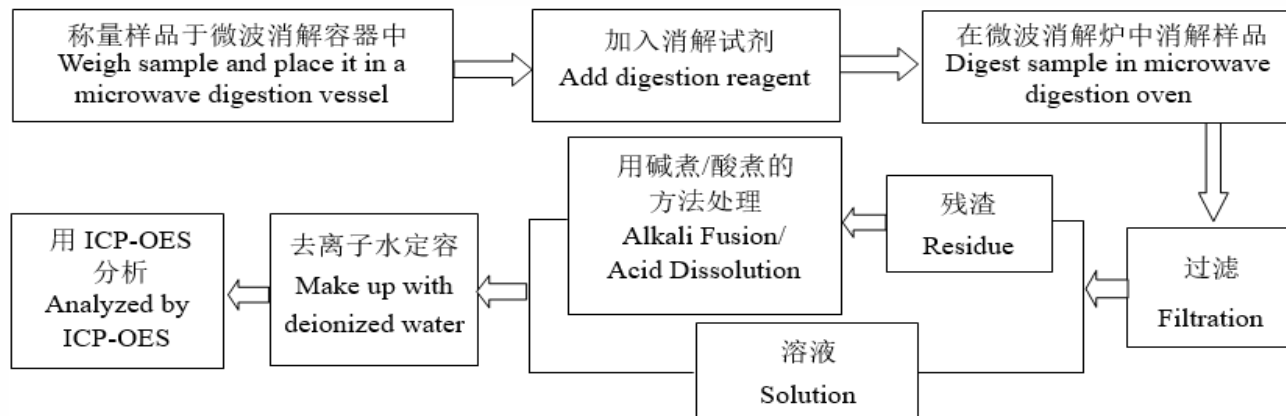 称量样品于微波消解容器中
Weigh sample and place it in a
microwave digestion vessel
加入消解试剂
Add digestion reagent
在微波消解炉中消解样品
Digest sample in microwave
digestion oven
过滤
Filtration
残渣
Residue
用碱煮/酸煮的
方法处理
Alkali Fusion/
Acid Dissolution
溶液
Solution
去离子水定容
Make up with
deionized water
用 ICP-OES
分析
Analyzed by
ICP-OES